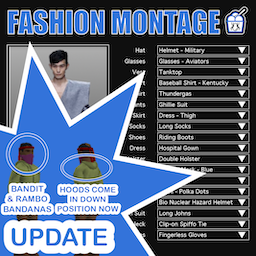 FASHION MONTAGE
Hat Helmet - Military
Glasses Glasses - Aviators
Tanktop
Baseball Shirt - Kentucky
Thundergas
Ghillie Suit
Dress - Thigh
Socks Long Socks
Shoes Riding Boots
Dress Hospital Gown
Double Holster
- Blue
- Polka Dots
Bio Nuclear Hazard Helmet
Long Johns
Clip-on Spiffo Tie
Fingerless Gloves
BANDIT
& RAMBO
BANDANAS
HOODS COME
IN DOWN
POSITION NOW
UPDATE